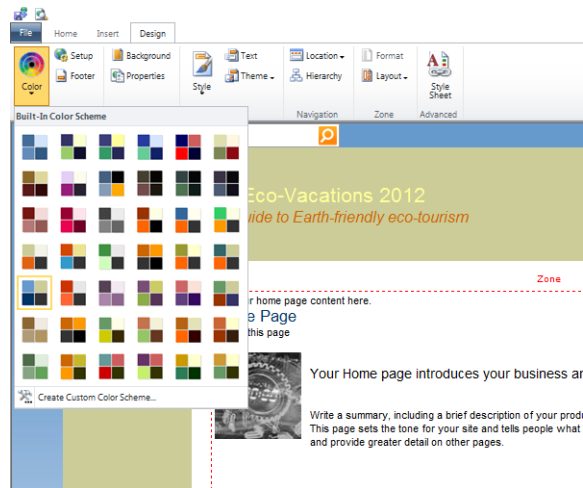 File Home Insert Design
Setup Background Text Location Format
Color Footer Properties Style Theme Hierarchy Layout Style Sheet
Navigation Zone Advanced
Built-In Color Scheme
Eco-Vacations 2012
to Earth-friendly eco-tourism
Zone
home page content here.
Page
this page
Your Home page introduces your business
Create Custom Color Scheme...
Write a summary, including a brief description of your
This page sets the tone for your site and tells people what
and provide greater detail on other pages.